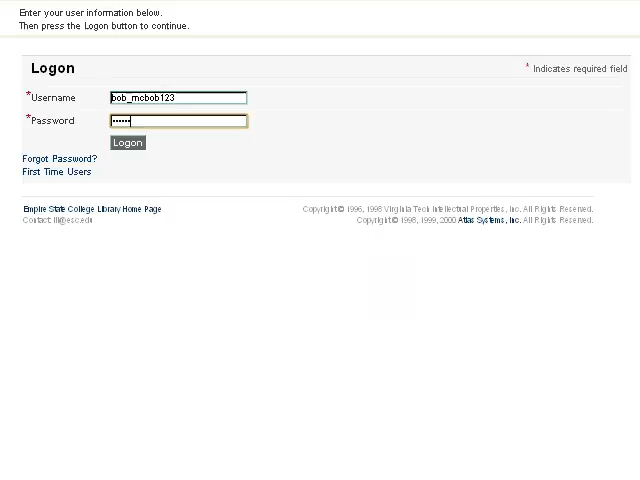 Enter your user information below.
Then press the Logon button to continue.
Logon
* Indicates required field
*Username
bob_mcbob123
*Password
••••••
Logon
Forgot Password?
First Time Users
Empire State College Library Home Page
Copyright © 1996, 1998 Virginia Tech Intellectual Properties, Inc. All Rights Reserved.
Contact: ill@esc.edu
Copyright © 1998, 1999, 2000 Atlas Systems, Inc. All Rights Reserved.